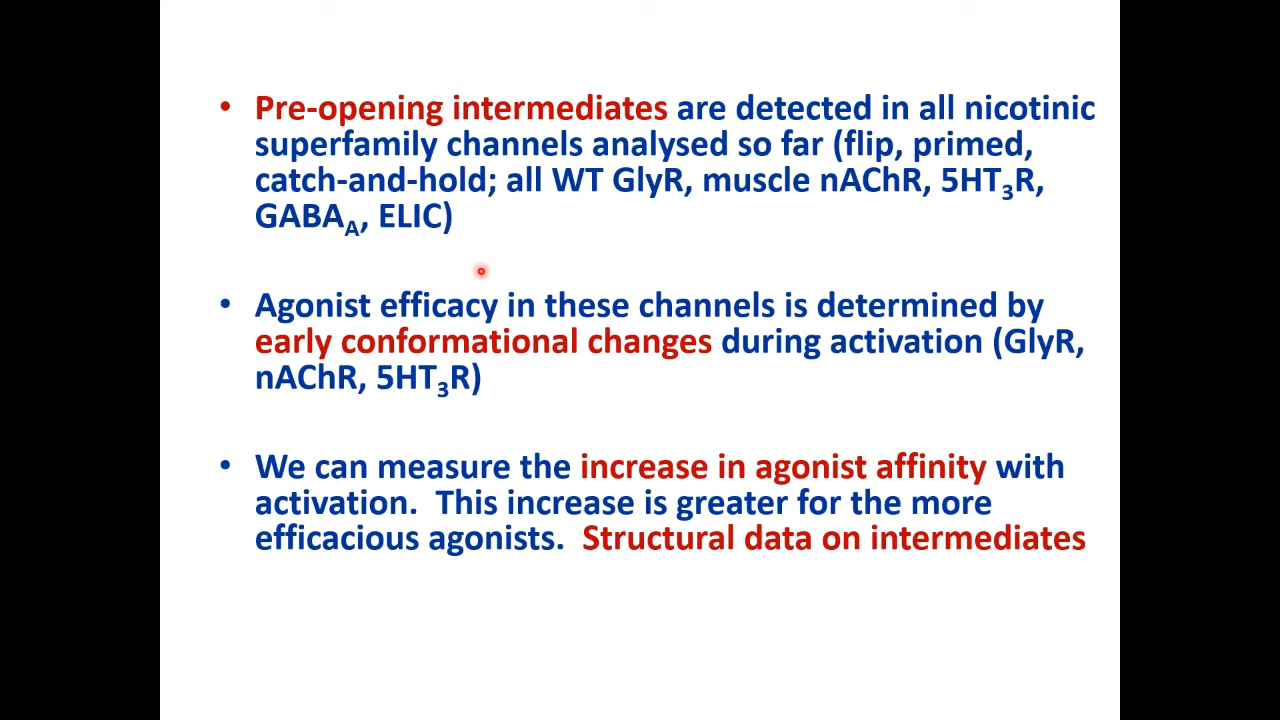 • Pre-opening intermediates are detected in all nicotinic
superfamily channels analysed so far (flip, primed,
catch-and-hold; all WT GlyR, muscle nAChR, 5HT₃R,
GABA_A, ELIC)
• Agonist efficacy in these channels is determined by
early conformational changes during activation (GlyR,
nAChR, 5HT₃R)
• We can measure the increase in agonist affinity with
activation.  This increase is greater for the more
efficacious agonists.  Structural data on intermediates